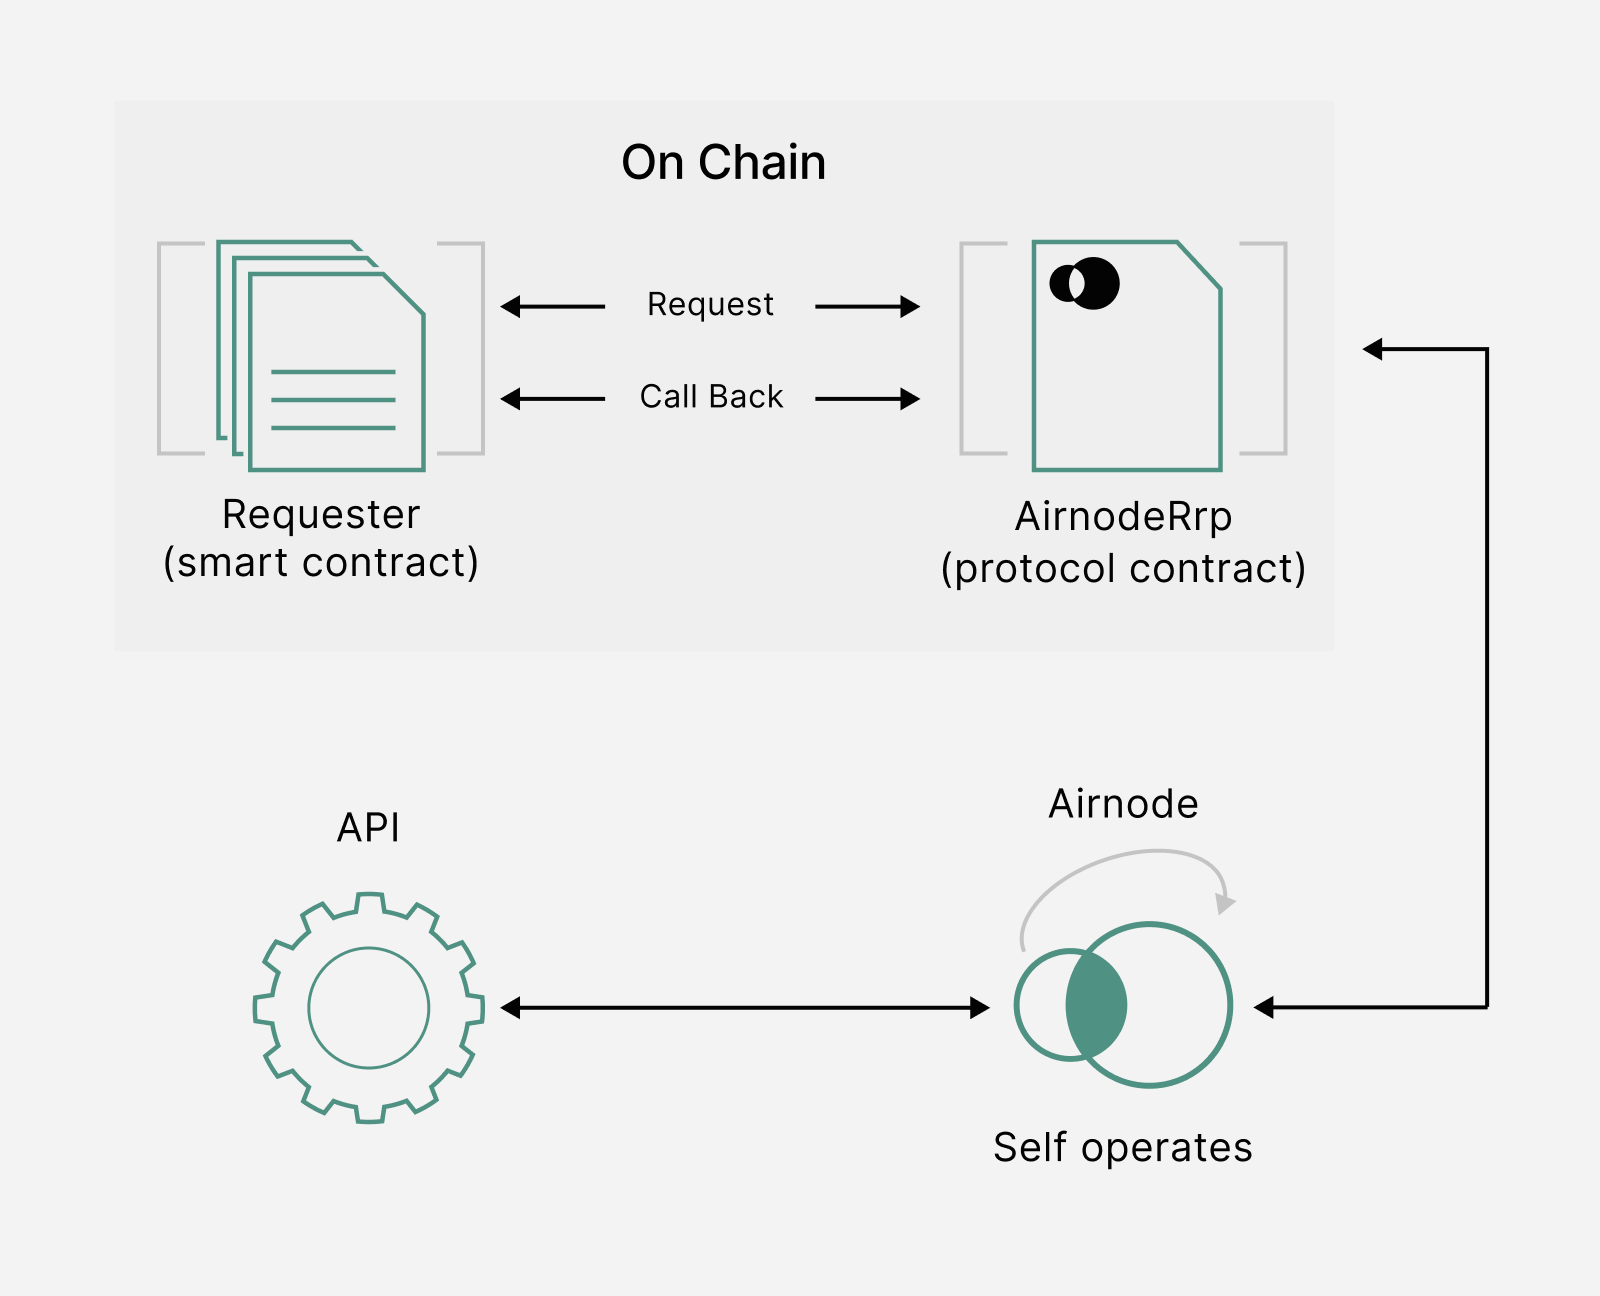 On Chain
Request
Call Back
Requester
(smart contract)
AirnodeRrp
(protocol contract)
API
Airnode
Self operates